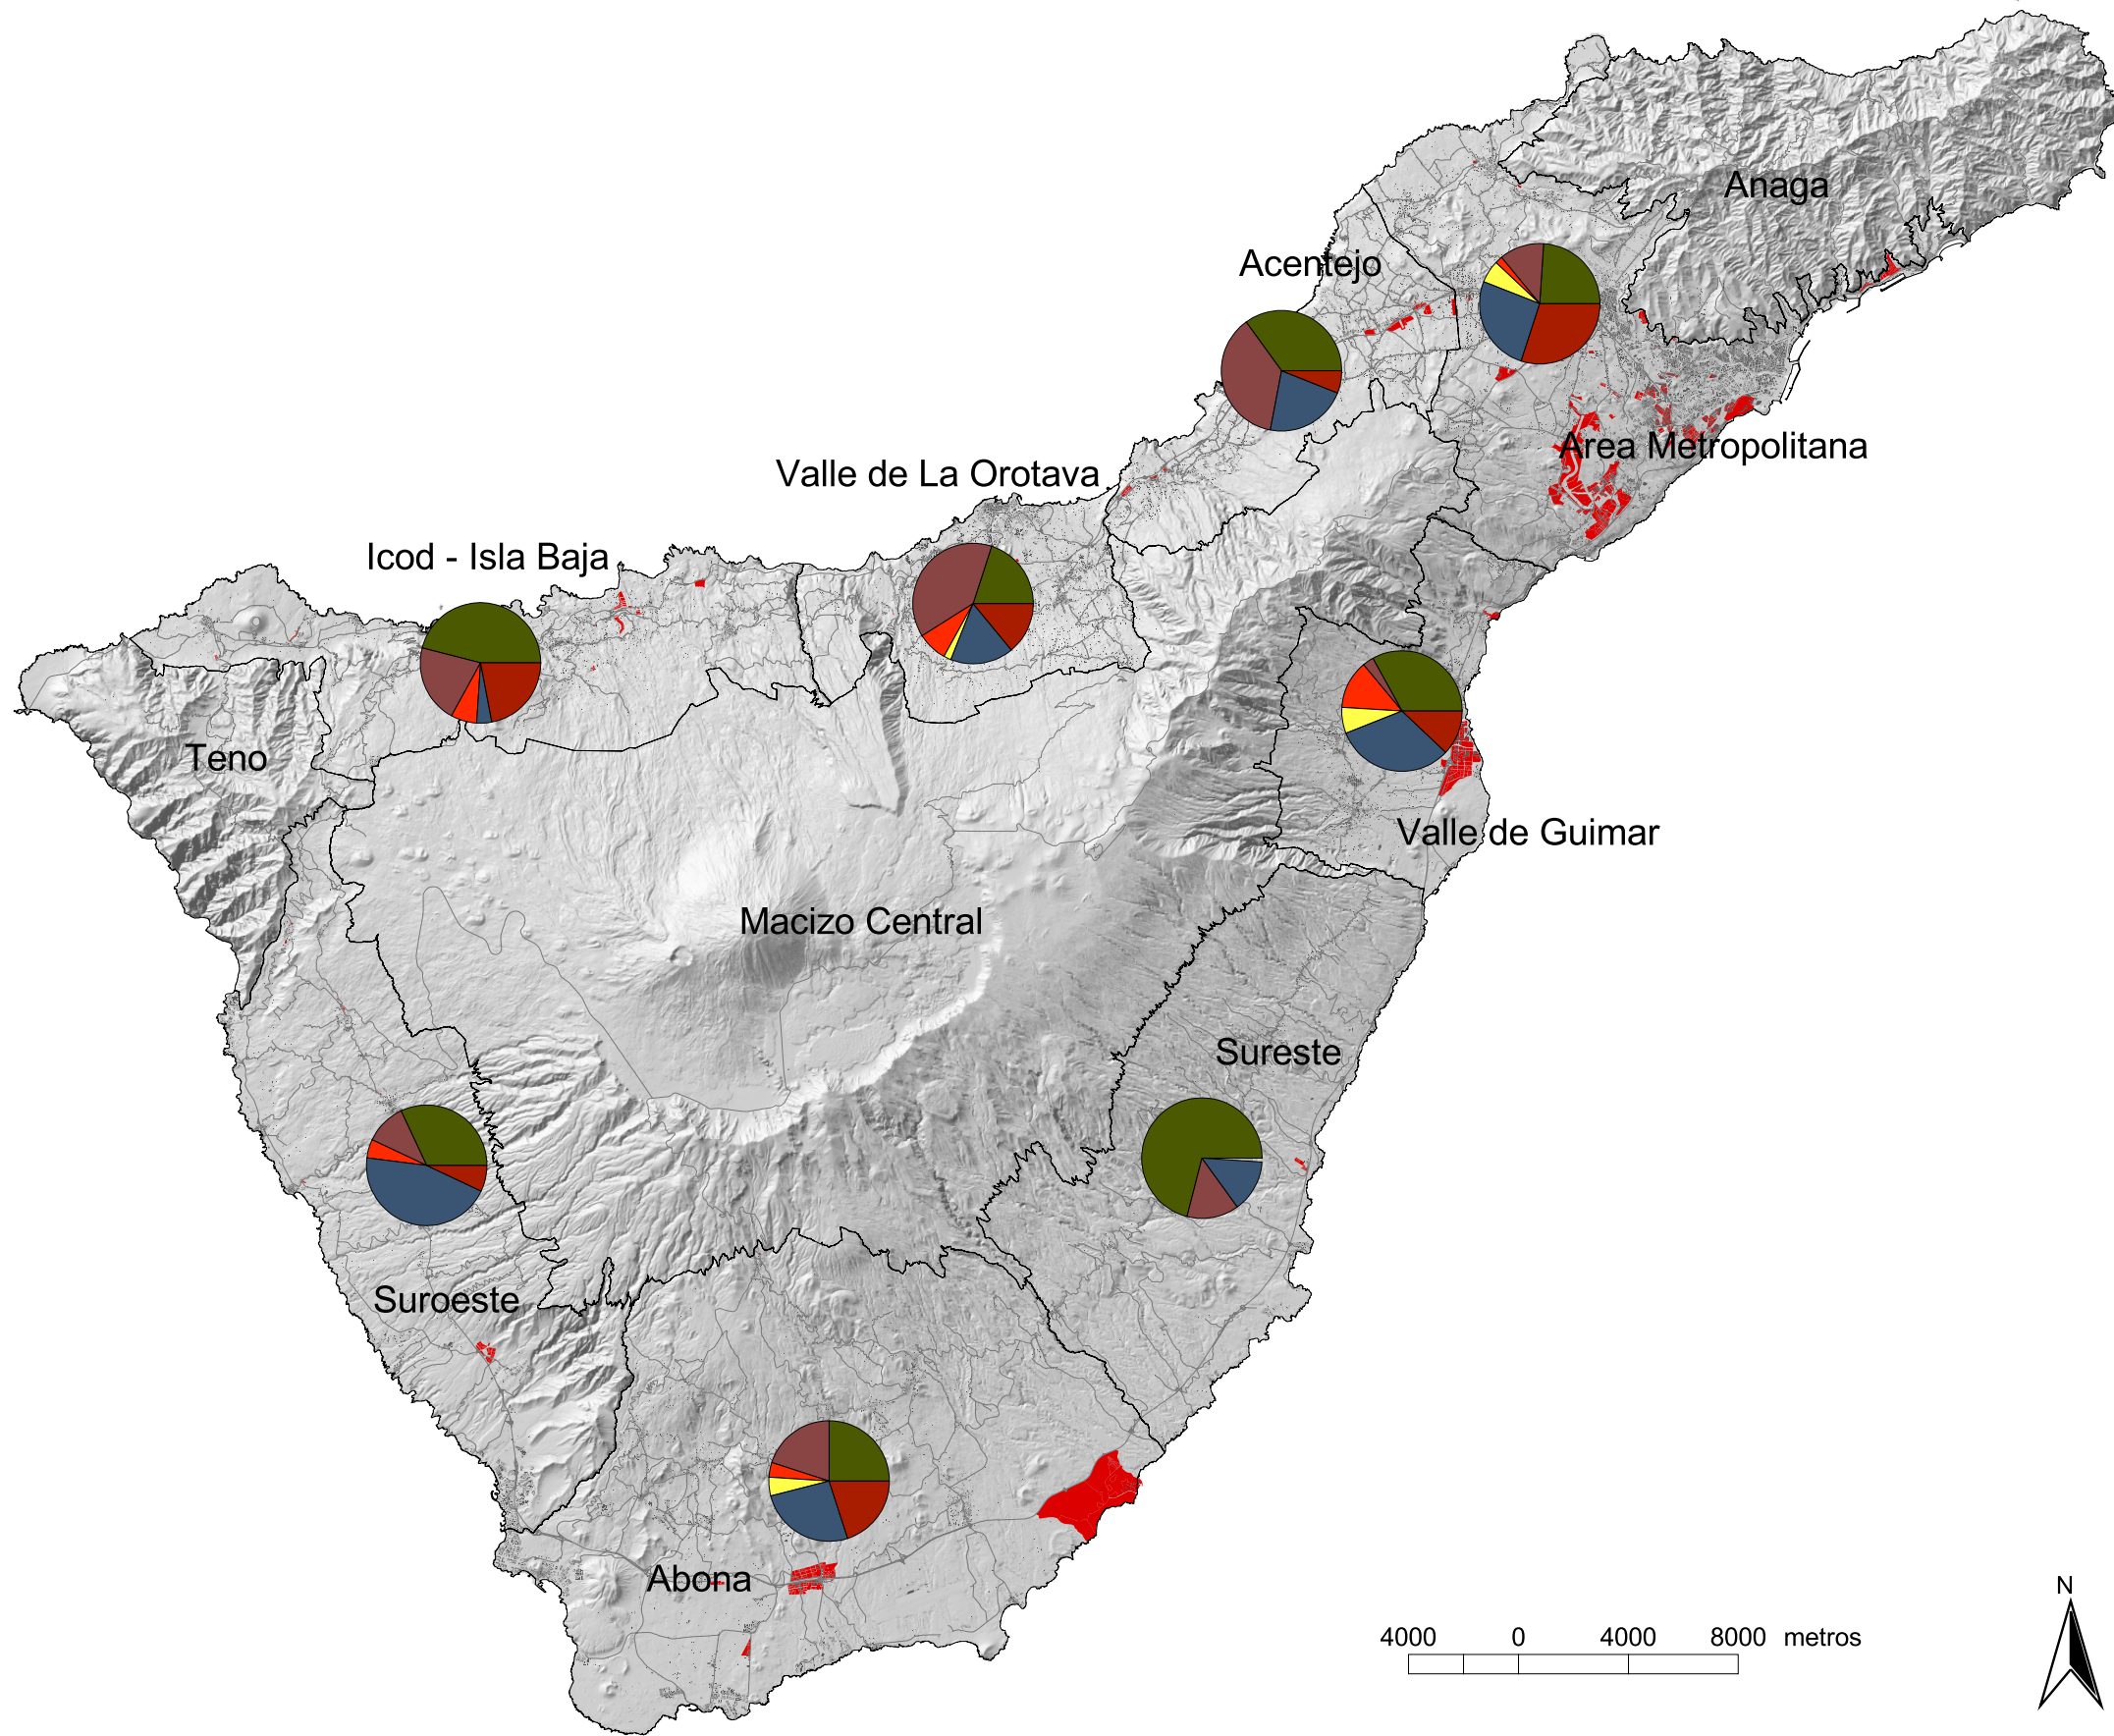 Anaga
Acentejo
Area Metropolitana
Valle de La Orotava
Icod - Isla Baja
Teno
Valle de Guimar
Macizo Central
Sureste
Suroeste
Abona
N
4000 0 4000 8000 metros